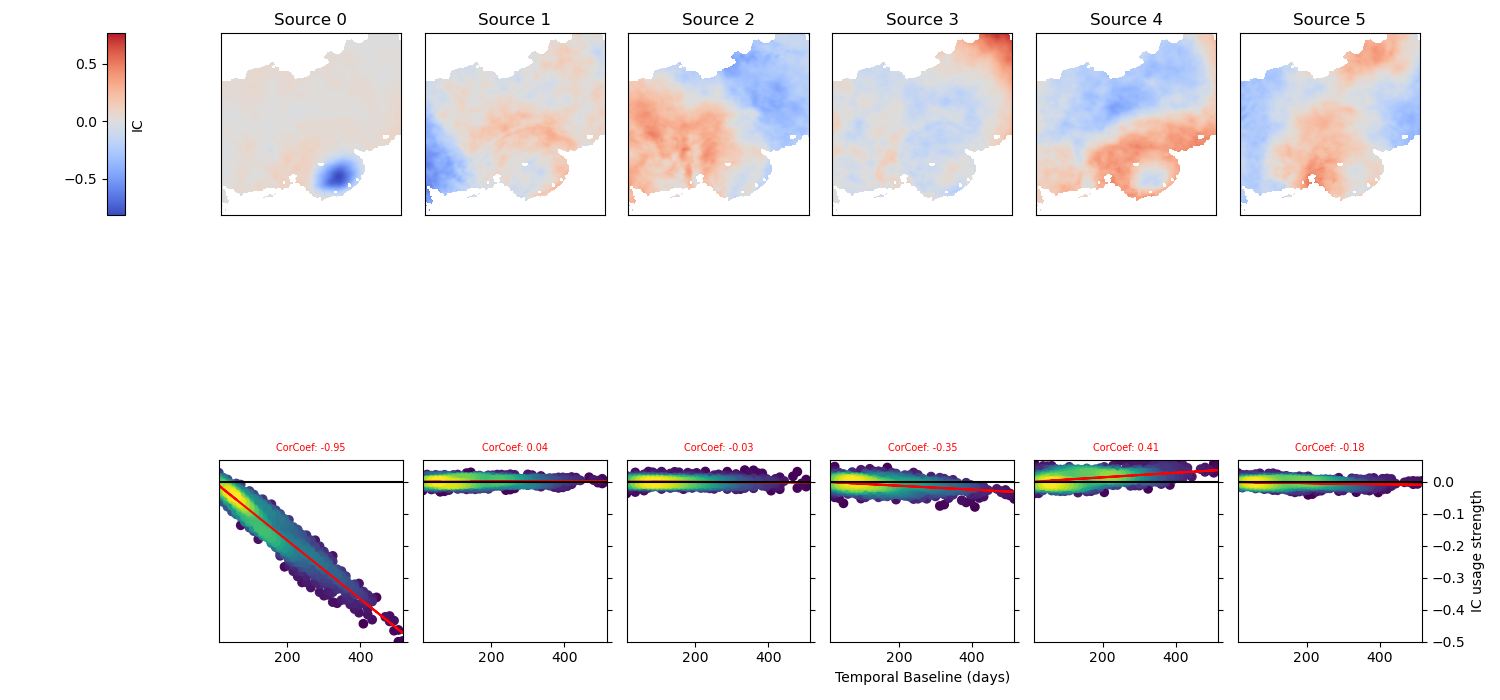 Source 0 Source 1 Source 2 Source 3 Source 4 Source 5
0.5
0.0
−0.5
IC
CorCoef: -0.95 CorCoef: 0.04 CorCoef: -0.03 CorCoef: -0.35 CorCoef: 0.41 CorCoef: -0.18
0.0
−0.1
−0.2
−0.3
−0.4
−0.5
IC usage strength
200 400 200 400 200 400 200 400 200 400 200 400
Temporal Baseline (days)